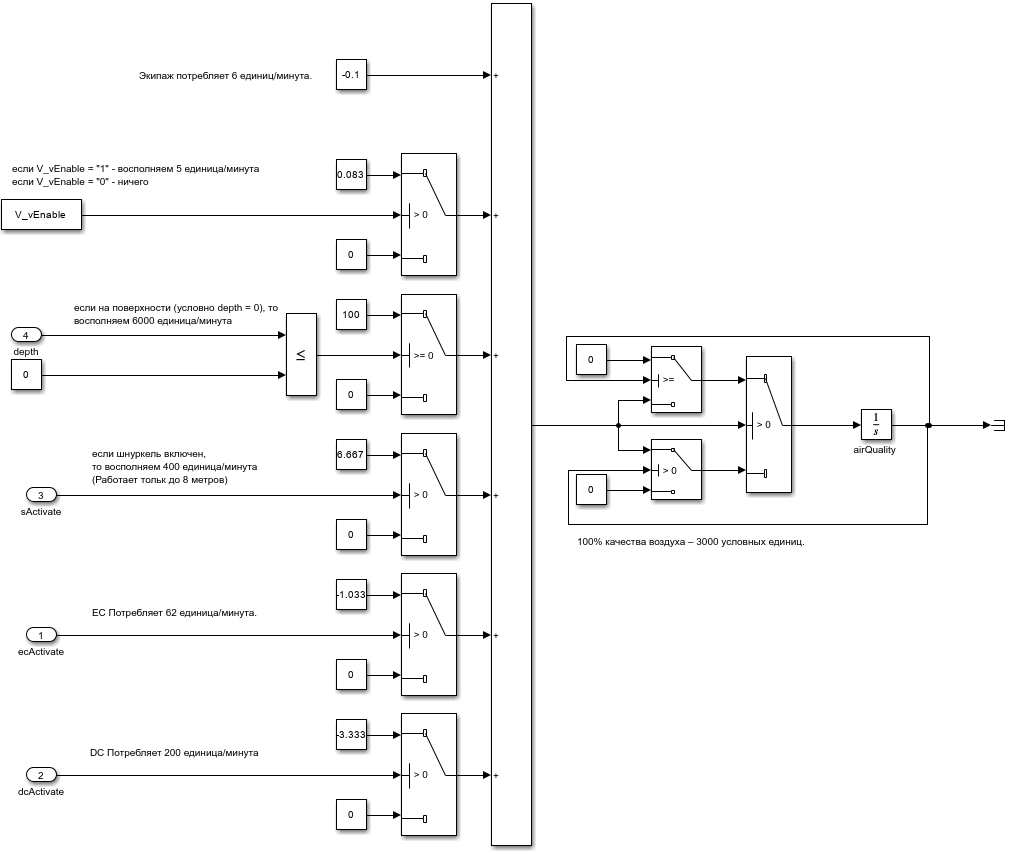 Экипаж потребляет 6 единиц/минута.
-0.1
+
если V_vEnable = "1" - восполняем 5 единица/минута
если V_vEnable = "0" - ничего
0.083
V_vEnable
> 0
+
0
если на поверхности (условно depth = 0), то
восполняем 6000 единица/минута
100
4
depth
≤
>= 0
+
0
0
если шнуркель включен,
то восполняем 400 единица/минута
(Работает тольк до 8 метров)
6.667
3
sActivate
> 0
+
0
-1.033
EC Потребляет 62 единица/минута.
1
ecActivate
> 0
+
0
-3.333
DC Потребляет 200 единица/минута
2
dcActivate
> 0
+
0
0
>=
> 0
> 0
0
1
s
airQuality
100% качества воздуха – 3000 условных единиц.